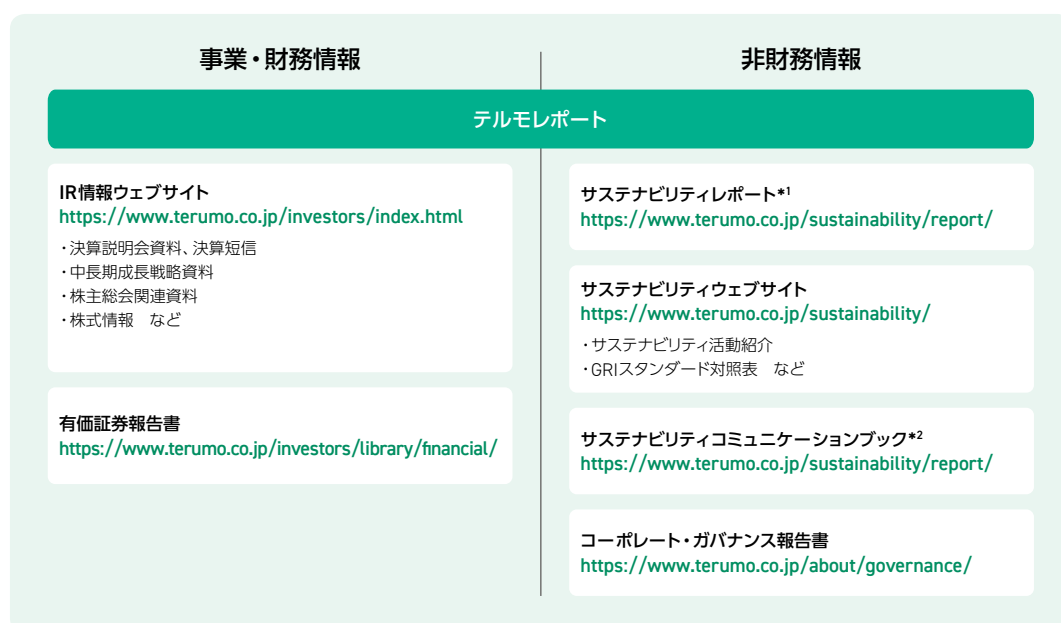 事業・財務情報
非財務情報
テルモレポート
IR情報ウェブサイト
https://www.terumo.co.jp/investors/index.html
・決算説明会資料、決算短信
・中長期成長戦略資料
・株主総会関連資料
・株式情報　など
有価証券報告書
https://www.terumo.co.jp/investors/library/financial/
サステナビリティレポート*1
https://www.terumo.co.jp/sustainability/report/
サステナビリティウェブサイト
https://www.terumo.co.jp/sustainability/
・サステナビリティ活動紹介
・GRIスタンダード対照表　など
サステナビリティコミュニケーションブック*2
https://www.terumo.co.jp/sustainability/report/
コーポレート・ガバナンス報告書
https://www.terumo.co.jp/about/governance/